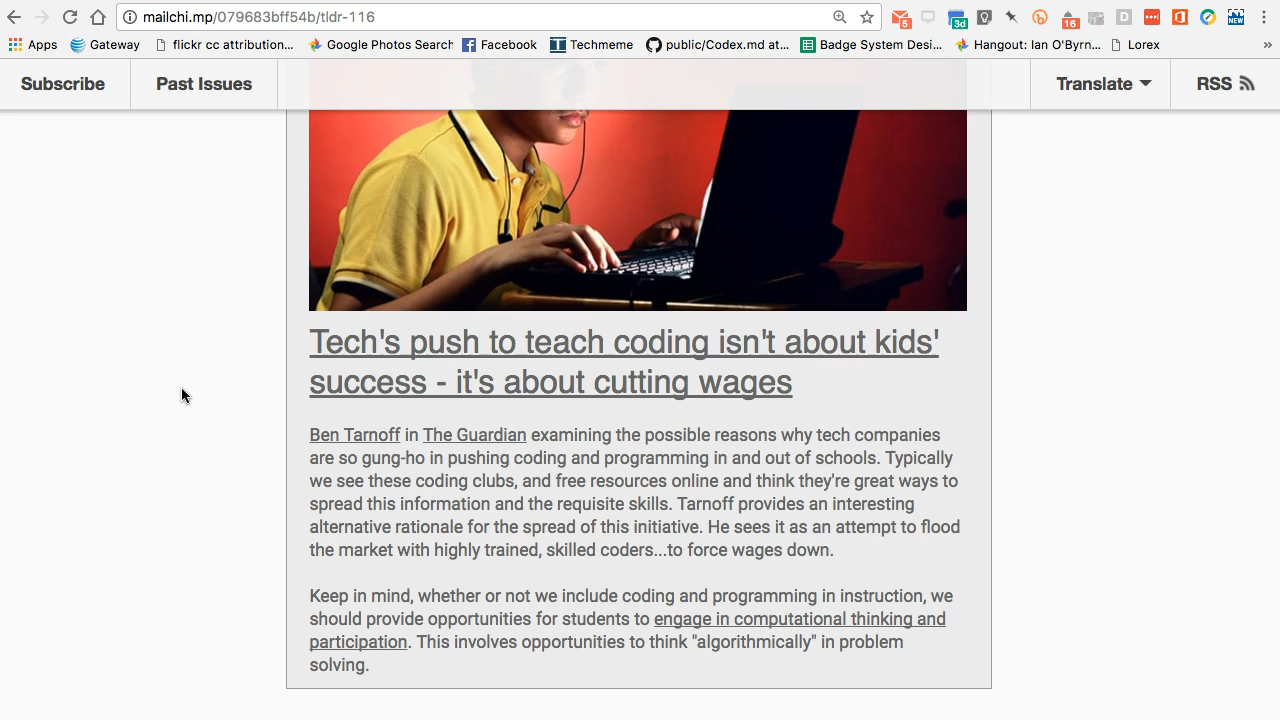 mailchi.mp/079683bff54b/tldr-116
5
3d
16
D
NEW
Apps
Gateway
flickr cc attribution...
Google Photos Search
Facebook
Techmeme
public/Codex.md at...
Badge System Desi...
Hangout: Ian O'Byrn...
Lorex
»
Subscribe
Past Issues
Translate
RSS
Tech's push to teach coding isn't about kids'
success - it's about cutting wages
Ben Tarnoff in The Guardian examining the possible reasons why tech companies
are so gung-ho in pushing coding and programming in and out of schools. Typically
we see these coding clubs, and free resources online and think they're great ways to
spread this information and the requisite skills. Tarnoff provides an interesting
alternative rationale for the spread of this initiative. He sees it as an attempt to flood
the market with highly trained, skilled coders...to force wages down.
Keep in mind, whether or not we include coding and programming in instruction, we
should provide opportunities for students to engage in computational thinking and
participation. This involves opportunities to think "algorithmically" in problem
solving.